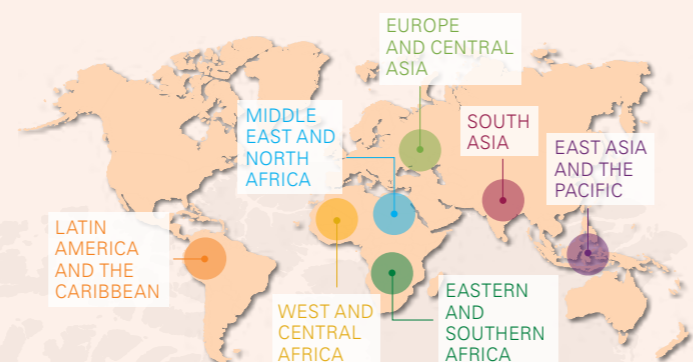 EUROPE
AND CENTRAL
ASIA
MIDDLE
EAST AND
NORTH
AFRICA
SOUTH
ASIA
EAST ASIA
AND THE
PACIFIC
LATIN
AMERICA
AND THE
CARIBBEAN
WEST AND
CENTRAL
AFRICA
EASTERN
AND
SOUTHERN
AFRICA